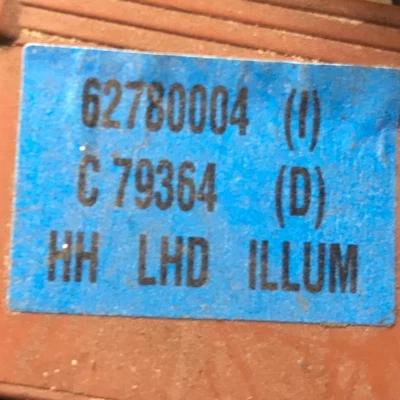 62780004 (I)
C 79364 (D)
HH LHD ILLUM